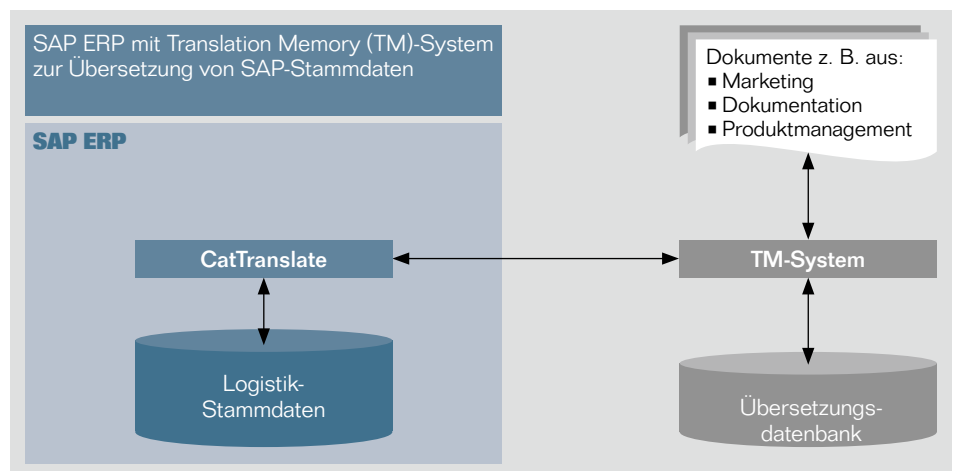 SAP ERP mit Translation Memory (TM)-System
zur Übersetzung von SAP-Stammdaten
Dokumente z. B. aus:
▪ Marketing
▪ Dokumentation
▪ Produktmanagement
SAP ERP
CatTranslate
TM-System
Logistik-
Stammdaten
Übersetzungs-
datenbank